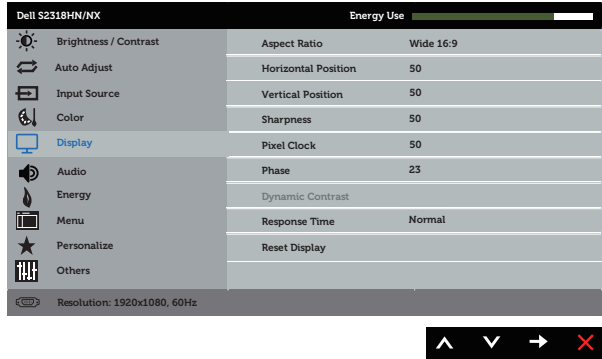 Dell S2318HN/NX Energy Use
Brightness / Contrast Aspect Ratio Wide 16:9
Auto Adjust Horizontal Position 50
Input Source Vertical Position 50
Color Sharpness 50
Display Pixel Clock 50
Audio Phase 23
Energy Dynamic Contrast
Menu Response Time Normal
Personalize Reset Display
Others
Resolution: 1920x1080, 60Hz